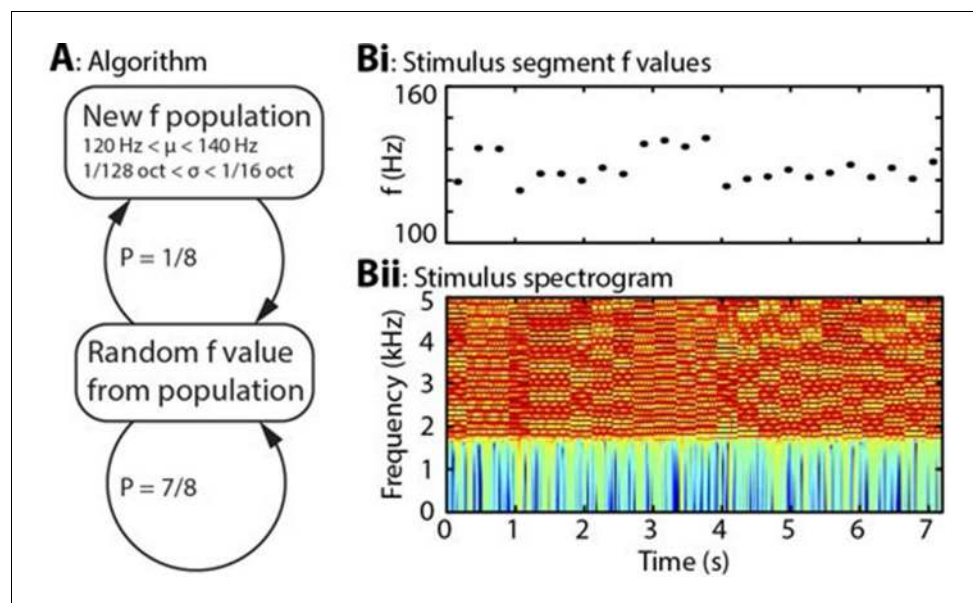 A: Algorithm
New f population
120 Hz < μ < 140 Hz
1/128 oct < σ < 1/16 oct
P = 1/8
Random f value
from population
P = 7/8
Bi: Stimulus segment f values
160
f (Hz)
100
Bii: Stimulus spectrogram
5
4
3
2
1
0
Frequency (kHz)
0 1 2 3 4 5 6 7
Time (s)